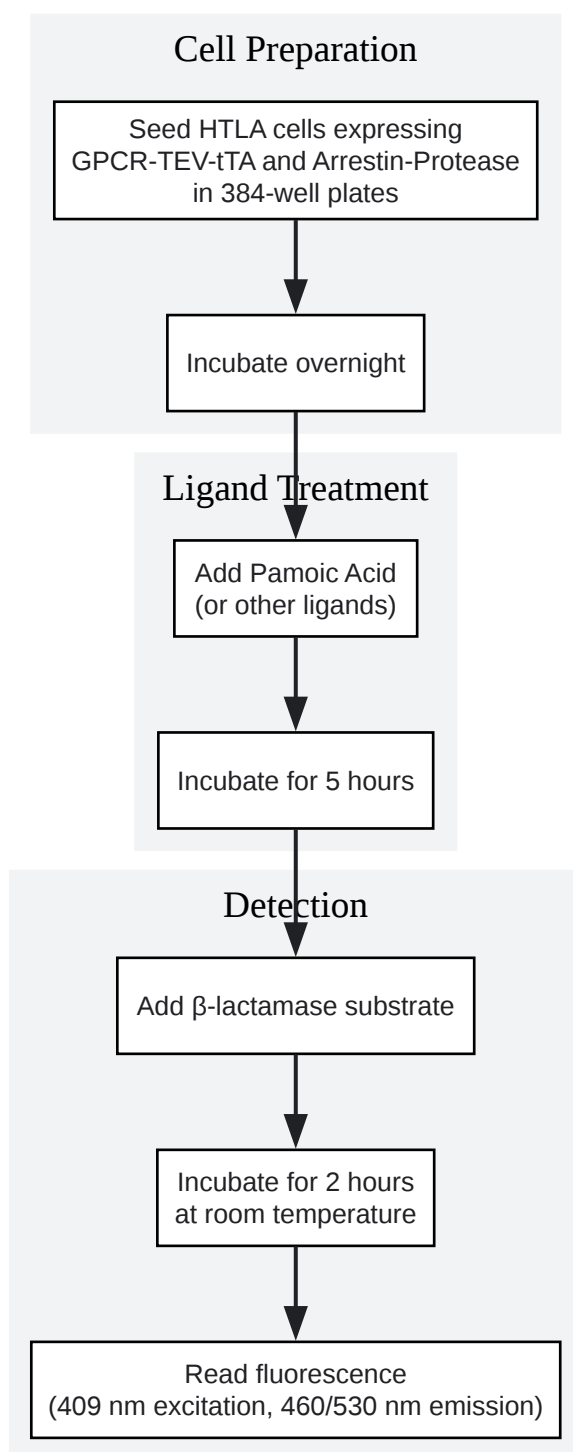 Cell Preparation
Seed HTLA cells expressing
GPCR-TEV-tTA and Arrestin-Protease
in 384-well plates
Incubate overnight
Ligand Treatment
Add Pamoic Acid
(or other ligands)
Incubate for 5 hours
Detection
Add β-lactamase substrate
Incubate for 2 hours
at room temperature
Read fluorescence
(409 nm excitation, 460/530 nm emission)